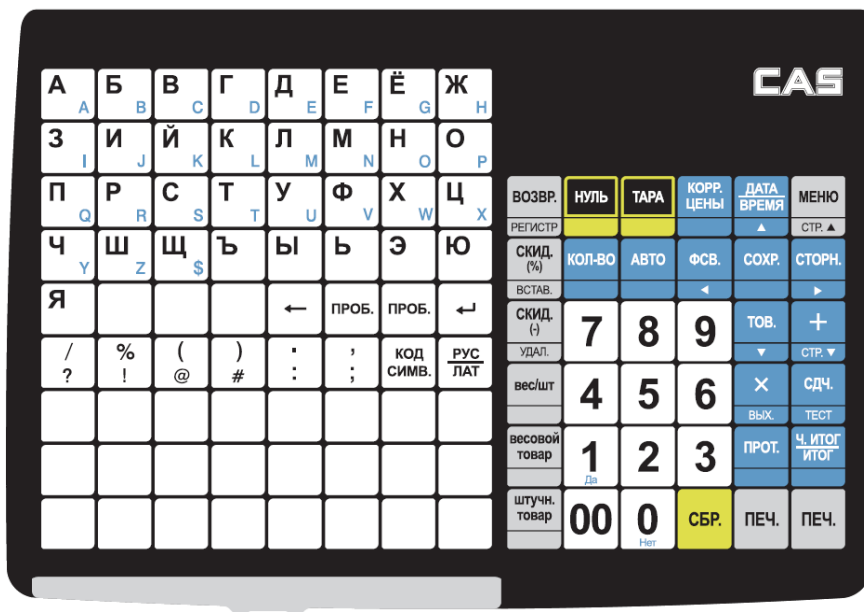 CAS
А A Б B В C Г D Д E Е F Ё G Ж H
З I И J Й K К L Л M М N Н O О P
П Q Р R С S Т T У U Ф V Х W Ц X
Ч Y Ш Z Щ $ Ъ Ы Ь Э Ю
Я ← ПРОБ. ПРОБ. ↵
/ % ( ) . , КОД РУС
? ! @ # : ; СИМВ. ЛАТ
ВОЗВР. НУЛЬ ТАРА КОРР. ЦЕНЫ ДАТА ВРЕМЯ МЕНЮ
РЕГИСТР ▲ СТР. ▲
СКИД. (%) КОЛ-ВО АВТО ФСВ. СОХР. СТОРН.
ВСТАВ. ◄ ►
СКИД. (-) 7 8 9 ТОВ. +
УДАЛ. ▼ СТР. ▼
вес/шт 4 5 6 × СДЧ.
ВЫХ. ТЕСТ
весовой товар 1 2 3 ПРОТ. Ч. ИТОГ ИТОГ
Да
штучн. товар 00 0 СБР. ПЕЧ. ПЕЧ.
Нет